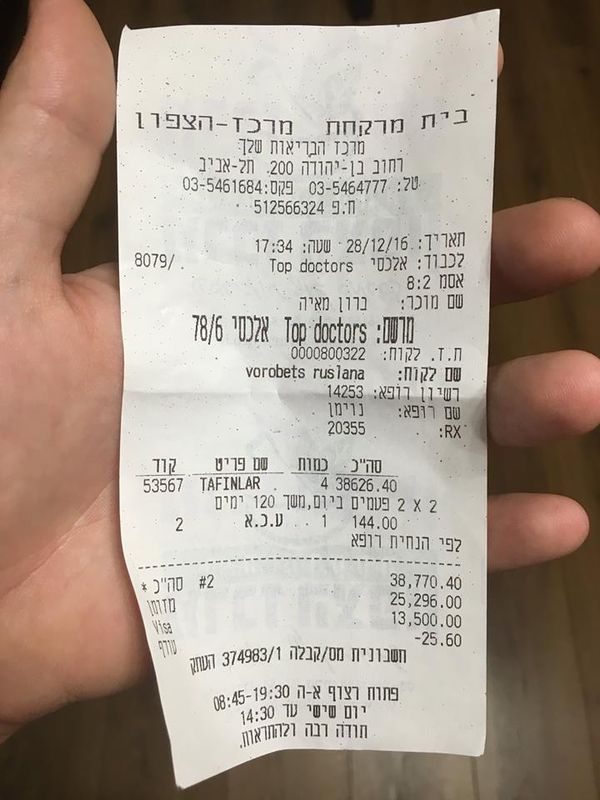 בית מרקחת מרכז-הצפון
מרכז הבריאות שלך
רחוב בן-יהודה 200, תל-אביב
טל: 03-5464777 פקס:03-5461684
ח.פ 512566324
תאריך: 28/12/16 שעה: 17:34
לכבוד: אלכסי Top doctors 8079/
אסמ 8:2
שם מוכר: ברון מאיה
מרשם: Top doctors אלכסי 78/6
ת.ז. לקוח: 0000800322
שם לקוח: vorobets ruslana
רשיון רופא: 14253
שם רופא: נוימן
RX: 20355
קוד שם פריט כמות סה"כ
53567 TAFINLAR 4 38626.40
2 X 2 פעמים ביום,משך 120 ימים
2 ע.כ.א 1 144.00
לפי הנחית רופא
* סה"כ #2 38,770.40
מזומן 25,296.00
Visa 13,500.00
עודף -25.60
חשבונית מס/קבלה 374983/1 העתק
פתוח רצוף א-ה 08:45-19:30
יום שישי עד 14:30
תודה רבה ולהתראות.